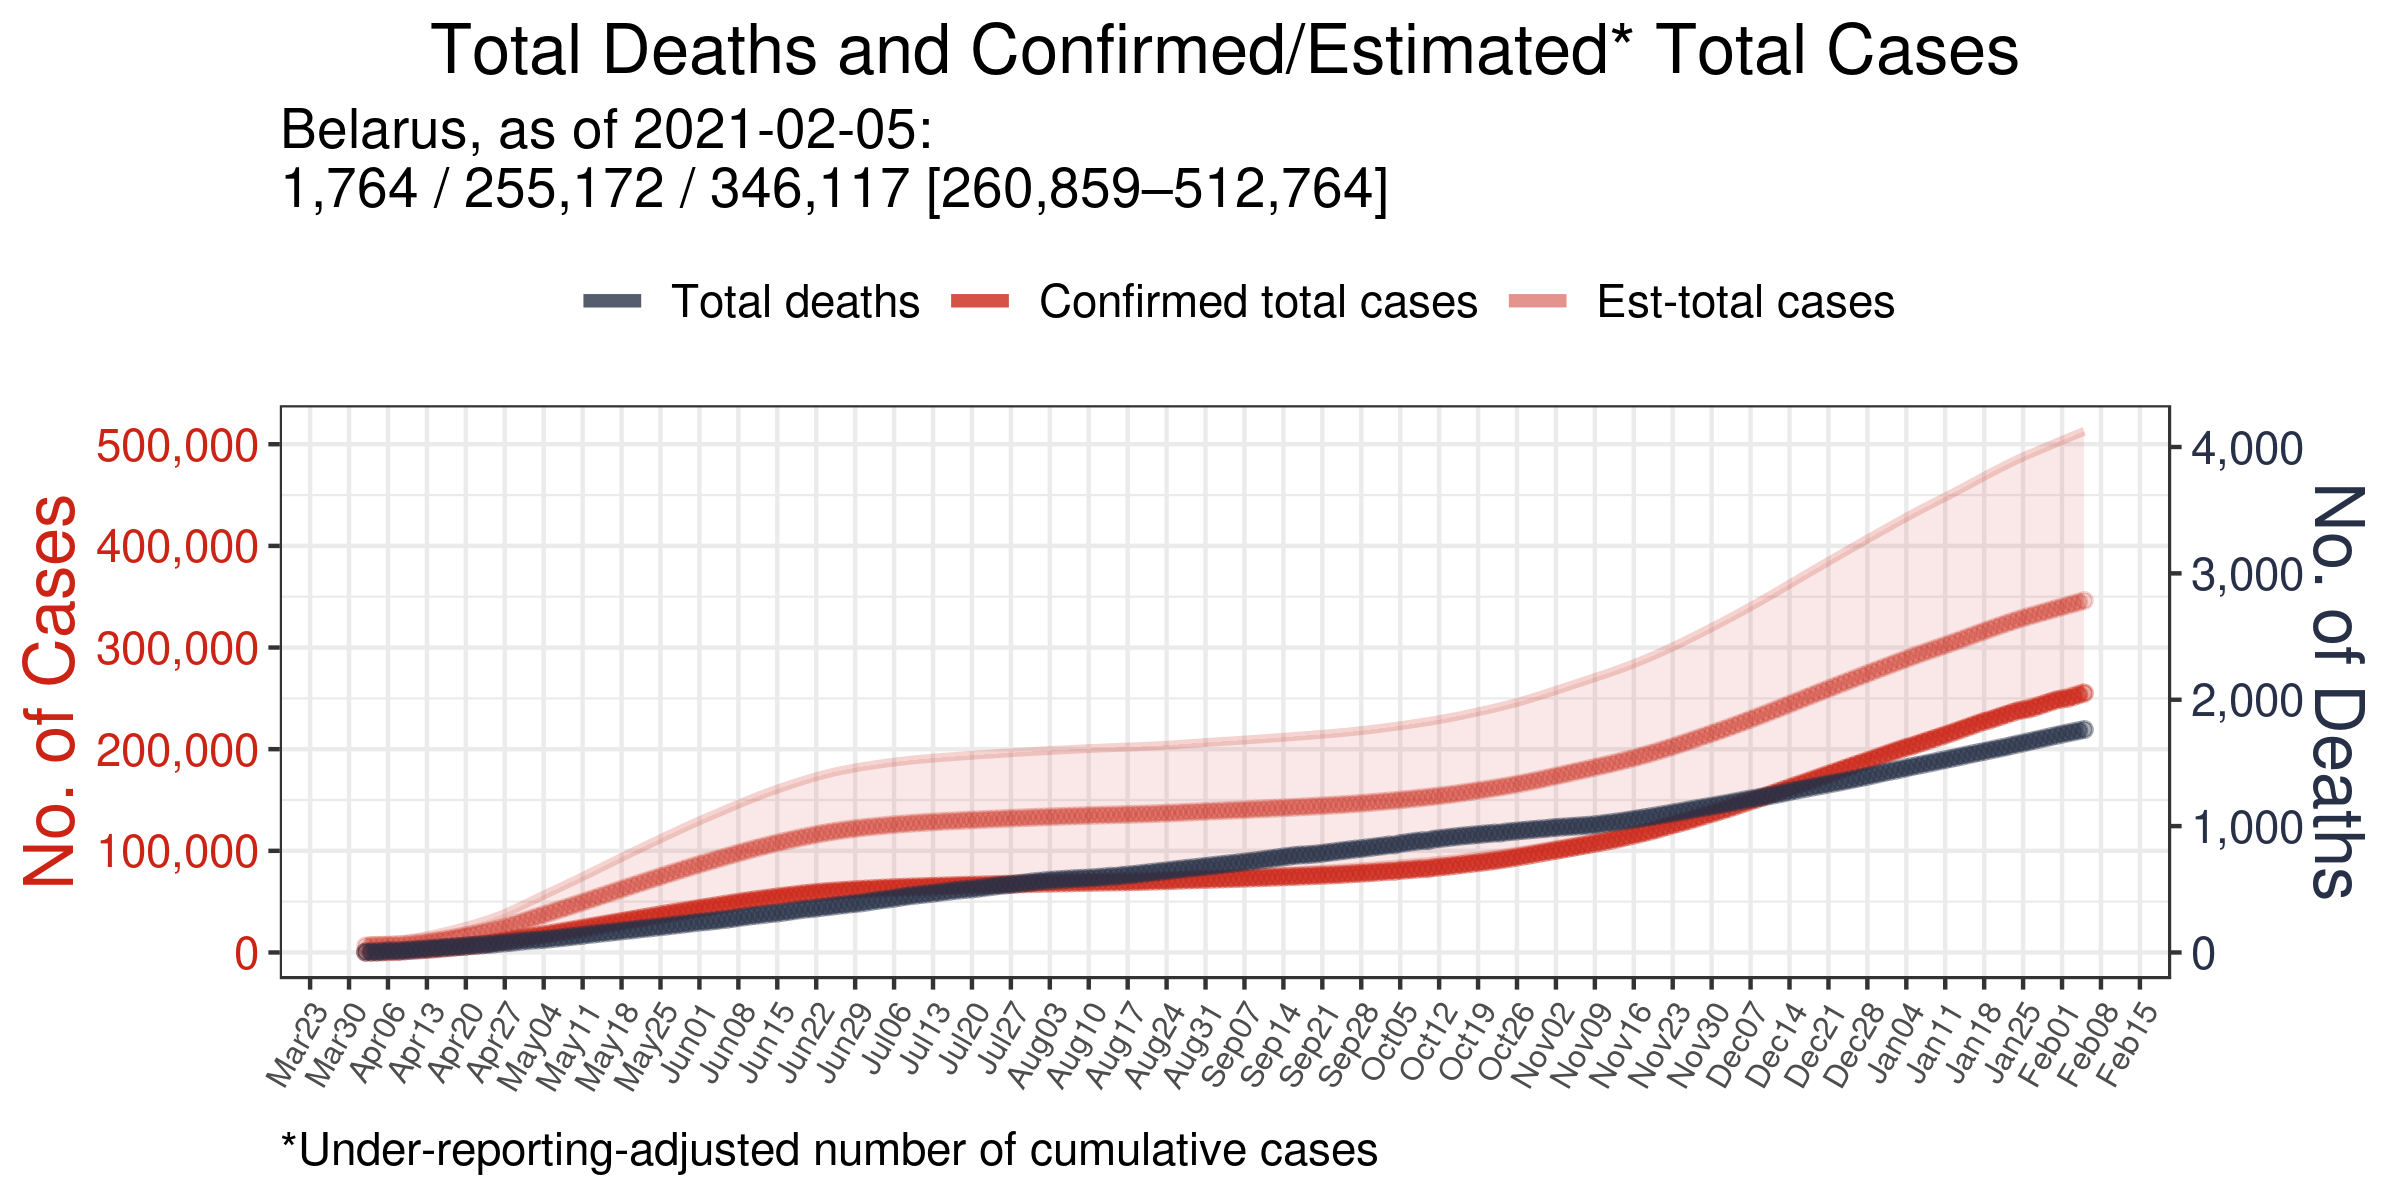 Total Deaths and Confirmed/Estimated* Total Cases
Belarus, as of 2021-02-05:
1,764 / 255,172 / 346,117 [260,859–512,764]
Total deaths
Confirmed total cases
Est-total cases
No. of Cases
500,000
400,000
300,000
200,000
100,000
0
4,000
3,000
2,000
1,000
0
No. of Deaths
Mar23
Mar30
Apr06
Apr13
Apr20
Apr27
May04
May11
May18
May25
Jun01
Jun08
Jun15
Jun22
Jun29
Jul06
Jul13
Jul20
Jul27
Aug03
Aug10
Aug17
Aug24
Aug31
Sep07
Sep14
Sep21
Sep28
Oct05
Oct12
Oct19
Oct26
Nov02
Nov09
Nov16
Nov23
Nov30
Dec07
Dec14
Dec21
Dec28
Jan04
Jan11
Jan18
Jan25
Feb01
Feb08
Feb15
*Under-reporting-adjusted number of cumulative cases